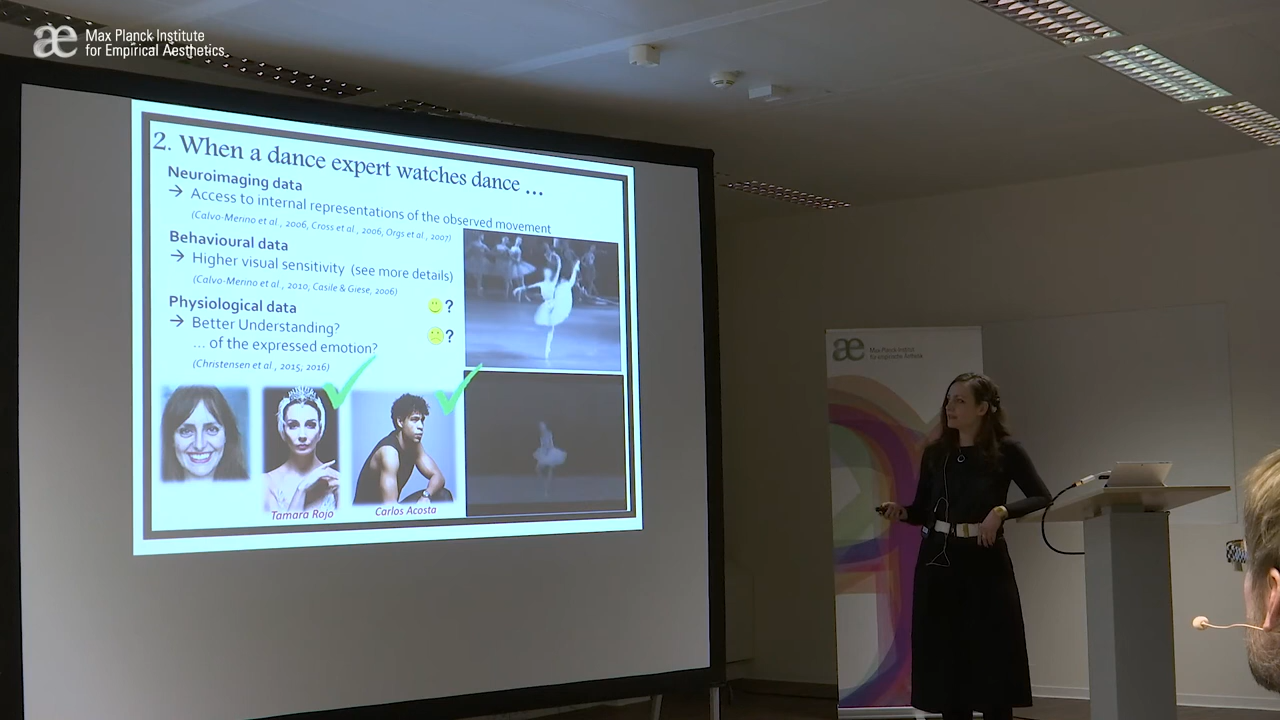 Max Planck Institute
for Empirical Aesthetics
2. When a dance expert watches dance ...
Neuroimaging data
→ Access to internal representations of the observed movement
(Calvo-Merino et al., 2006, Cross et al., 2006, Orgs et al., 2007)
Behavioural data
→ Higher visual sensitivity (see more details)
(Calvo-Merino et al., 2010, Casile & Giese, 2006)
Physiological data
?
→ Better Understanding?
?
... of the expressed emotion?
(Christensen et al., 2015, 2016)
Tamara Rojo
Carlos Acosta
æ
Max Planck Institute